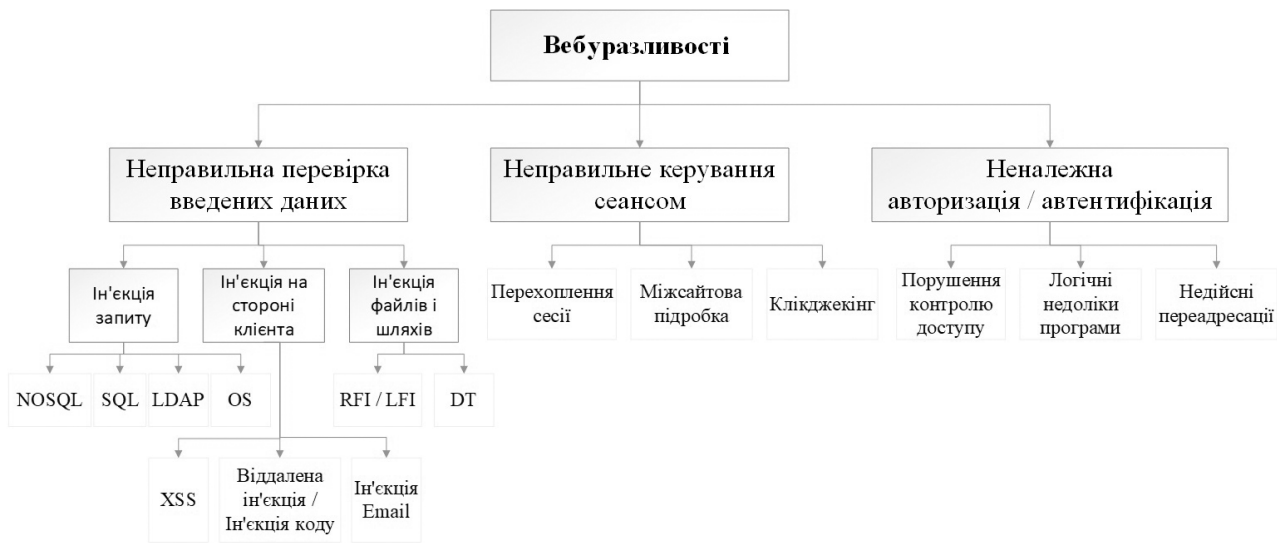 Вебуразливості
Неправильна перевірка
введених даних
Неправильне керування
сеансом
Неналежна
авторизація / автентифікація
Ін'єкція
запиту
Ін'єкція на
стороні
клієнта
Ін'єкція
файлів і
шляхів
Перехоплення
сесії
Міжсайтова
підробка
Клікджекінг
Порушення
контролю
доступу
Логічні
недоліки
програми
Недійсні
переадресації
NOSQL
SQL
LDAP
OS
RFI / LFI
DT
XSS
Віддалена
ін'єкція /
Ін'єкція коду
Ін'єкція
Email